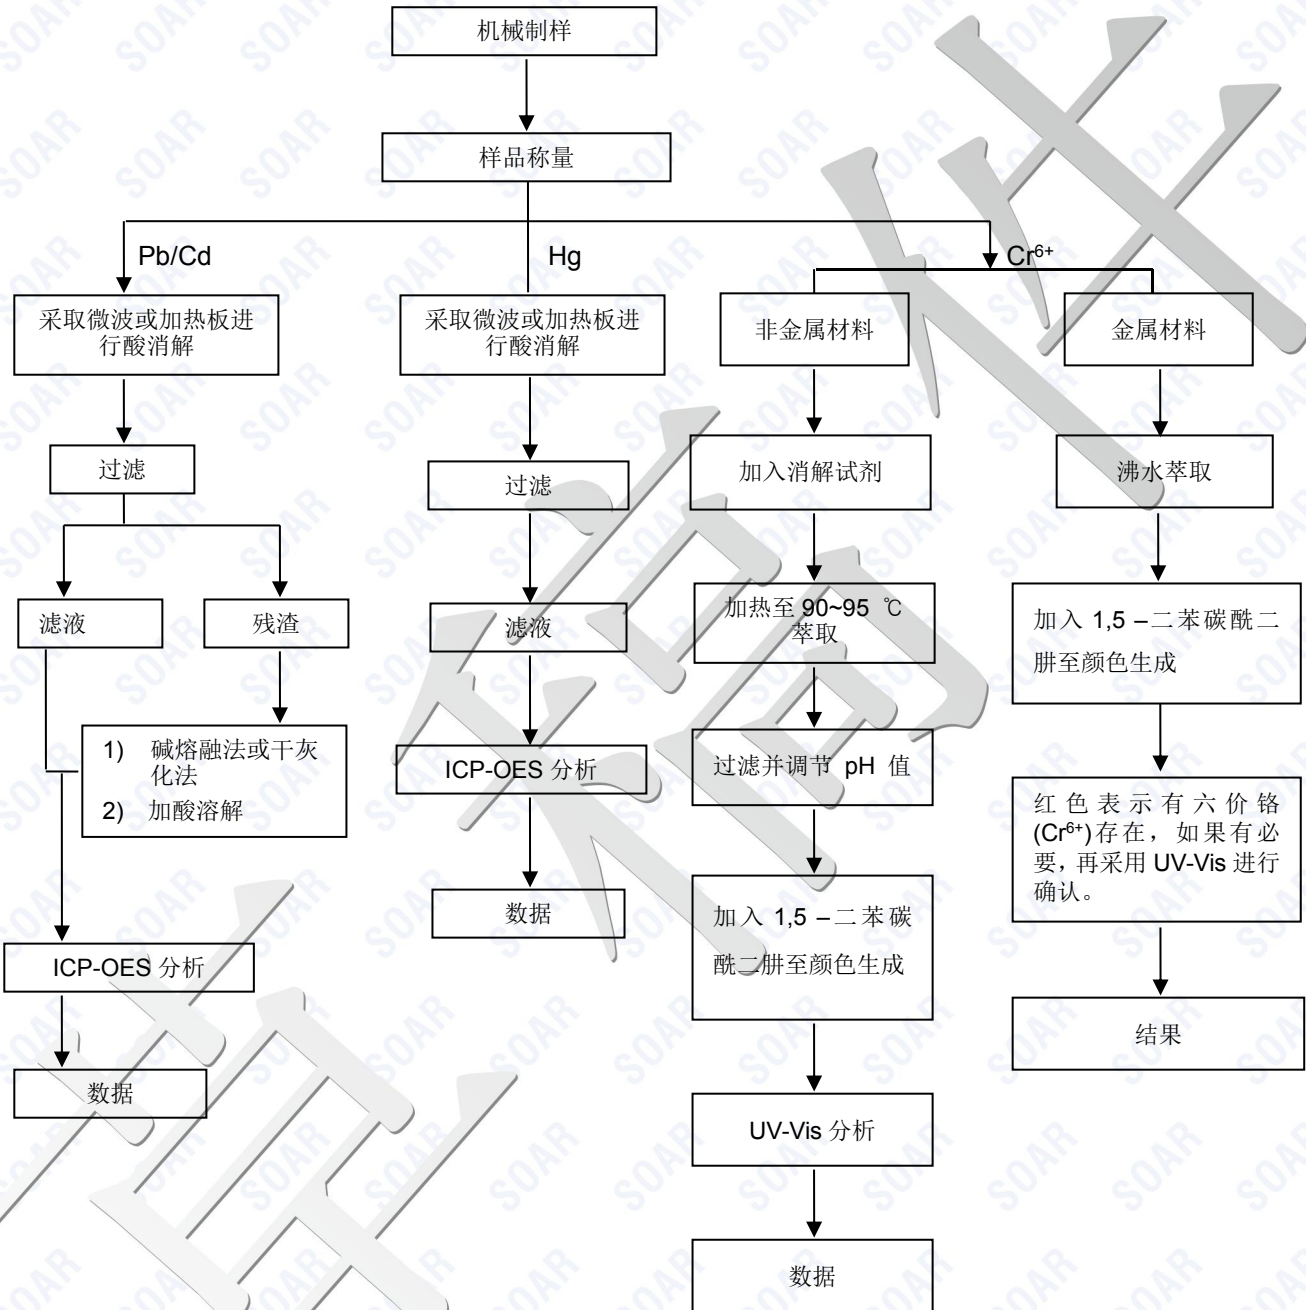 机械制样
样品称量
Pb/Cd
Hg
Cr6+
采取微波或加热板进
行酸消解
采取微波或加热板进
行酸消解
非金属材料
金属材料
过滤
过滤
加入消解试剂
沸水萃取
滤液
残渣
滤液
加热至 90~95 ℃
萃取
加入 1,5 –二苯碳酰二
肼至颜色生成
1) 碱熔融法或干灰
化法
2) 加酸溶解
ICP-OES 分析
过滤并调节 pH 值
红色表示有六价铬
(Cr6+)存在，如果有必
要，再采用 UV-Vis 进行
确认。
数据
加入 1,5 –二苯碳
酰二肼至颜色生成
ICP-OES 分析
结果
数据
UV-Vis 分析
数据
SOAR